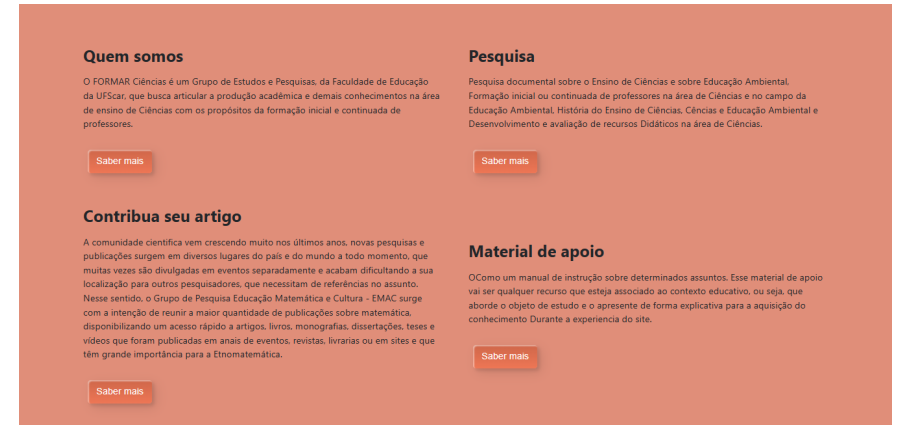 Quem somos
O FORMAR Ciências é um Grupo de Estudos e Pesquisas, da Faculdade de Educação
da UFScar, que busca articular a produção acadêmica e demais conhecimentos na área
de ensino de Ciências com os propósitos da formação inicial e continuada de
professores.
Saber mais
Pesquisa
Pesquisa documental sobre o Ensino de Ciências e sobre Educação Ambiental,
Formação inicial ou continuada de professores na área de Ciências e no campo da
Educação Ambiental, História do Ensino de Ciências, Cências e Educação Ambiental e
Desenvolvimento e avaliação de recursos Didáticos na área de Ciências.
Saber mais
Contribua seu artigo
A comunidade cientifica vem crescendo muito nos últimos anos, novas pesquisas e
publicações surgem em diversos lugares do país e do mundo a todo momento, que
muitas vezes são divulgadas em eventos separadamente e acabam dificultando a sua
localização para outros pesquisadores, que necessitam de referências no assunto.
Nesse sentido, o Grupo de Pesquisa Educação Matemática e Cultura - EMAC surge
com a intenção de reunir a maior quantidade de publicações sobre matemática,
disponibilizando um acesso rápido a artigos, livros, monografias, dissertações, teses e
vídeos que foram publicadas em anais de eventos, revistas, livrarias ou em sites e que
têm grande importância para a Etnomatemática.
Saber mais
Material de apoio
OComo um manual de instrução sobre determinados assuntos. Esse material de apoio
vai ser qualquer recurso que esteja associado ao contexto educativo, ou seja, que
aborde o objeto de estudo e o apresente de forma explicativa para a aquisição do
conhecimento Durante a experiencia do site.
Saber mais